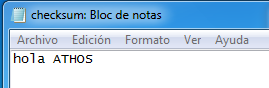 checksum: Bloc de notas
Archivo Edición Formato Ver Ayuda
hola ATHOS